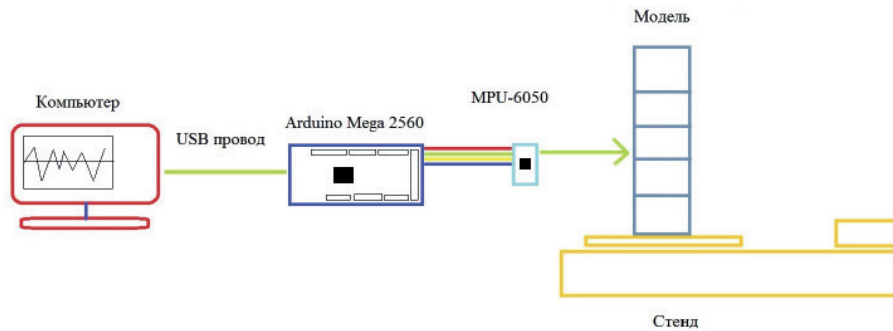 Модель
MPU-6050
Компьютер
Arduino Mega 2560
USB провод
Стенд